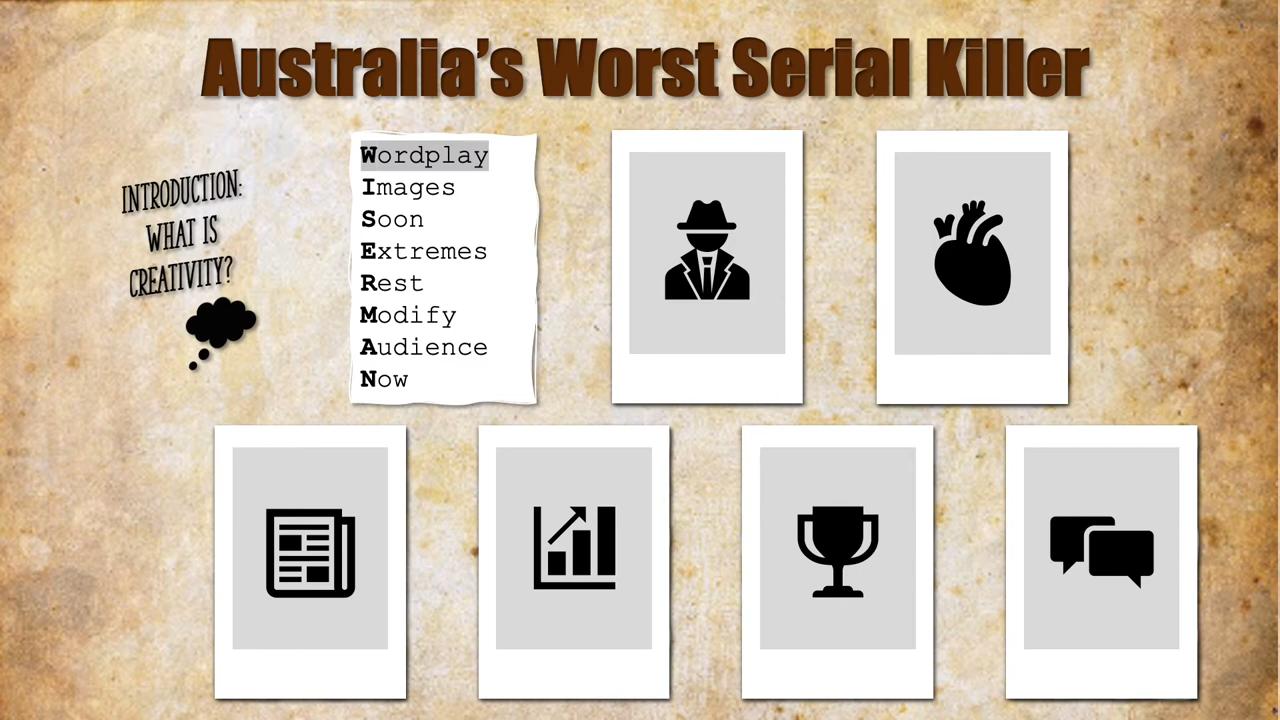 Australia’s Worst Serial Killer
INTRODUCTION:
WHAT IS
CREATIVITY?
Wordplay
Images
Soon
Extremes
Rest
Modify
Audience
Now